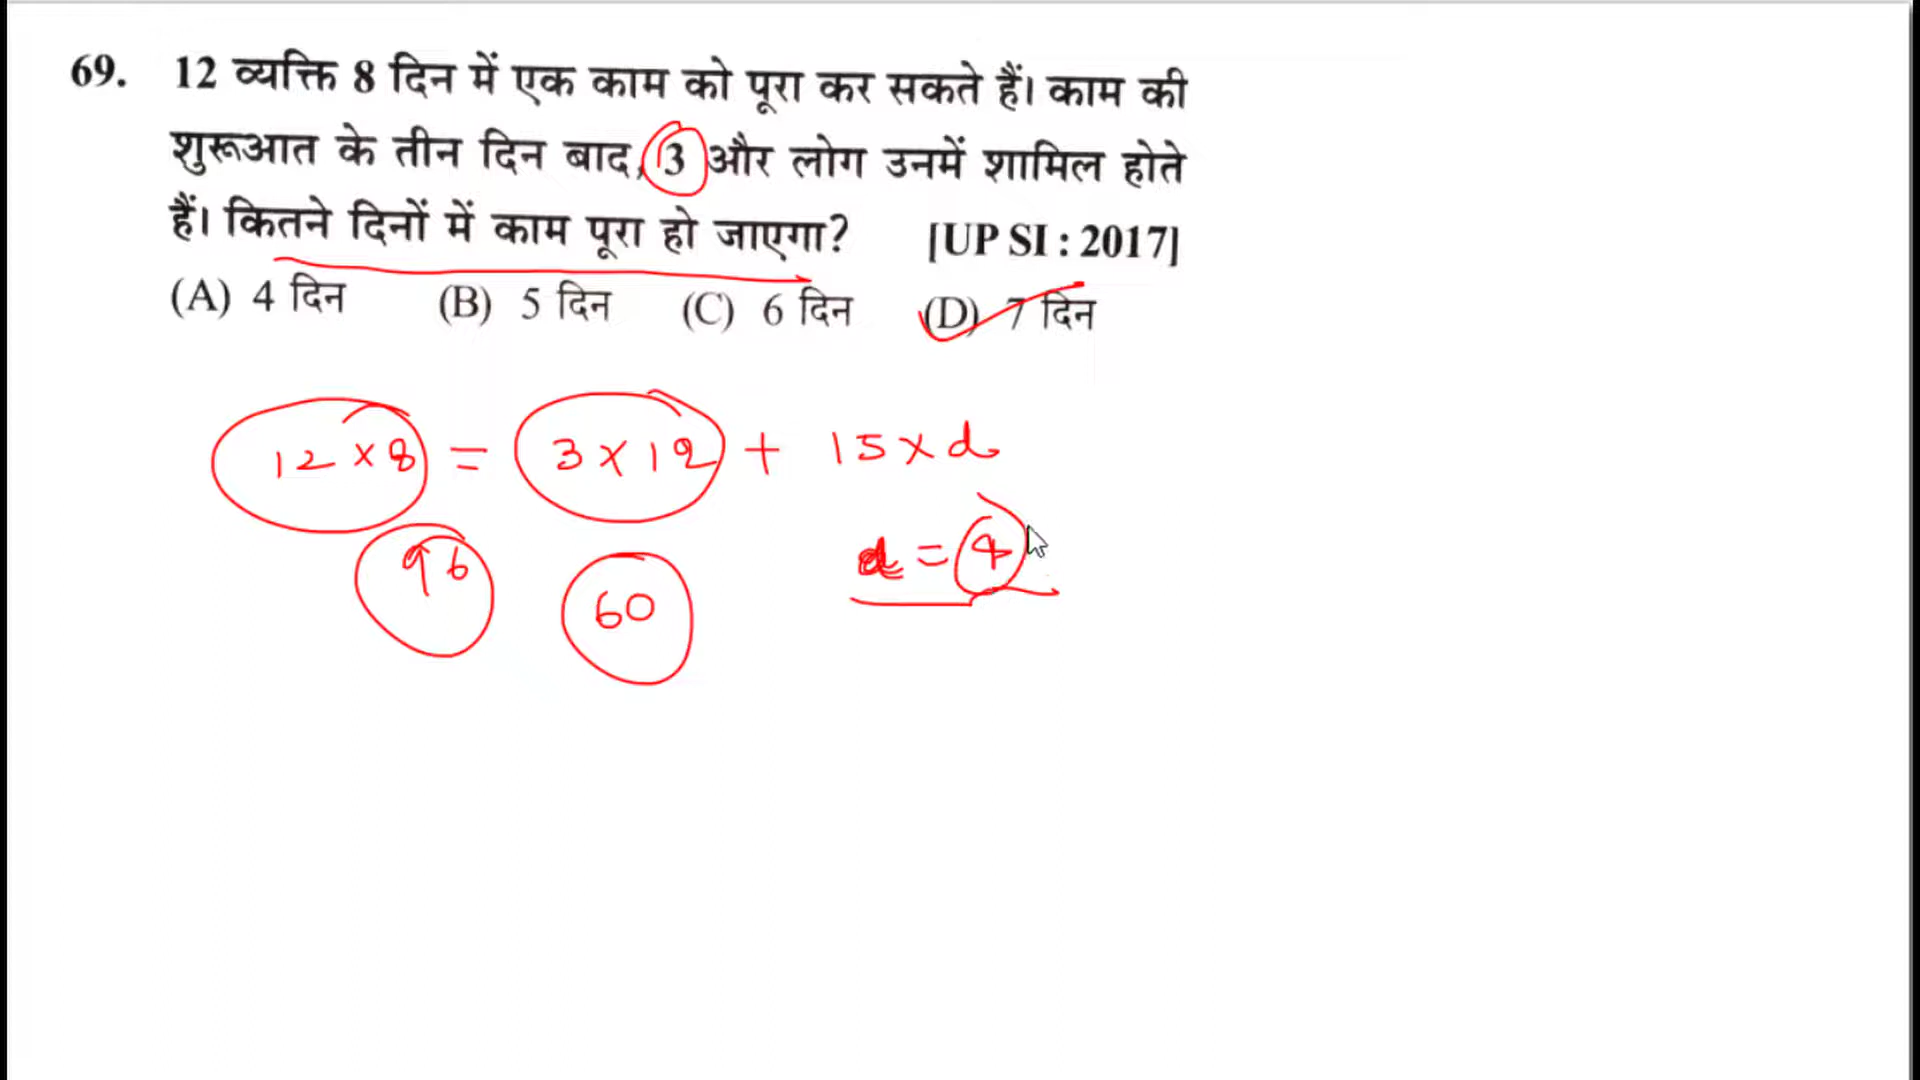 69. 12 व्यक्ति 8 दिन में एक काम को पूरा कर सकते हैं। काम की
शुरूआत के तीन दिन बाद, 3 और लोग उनमें शामिल होते
हैं। कितने दिनों में काम पूरा हो जाएगा? [UP SI : 2017]
(A) 4 दिन (B) 5 दिन (C) 6 दिन (D) 7 दिन
12 × 8 = 3 × 12 + 15 × d
96 60 d = 4